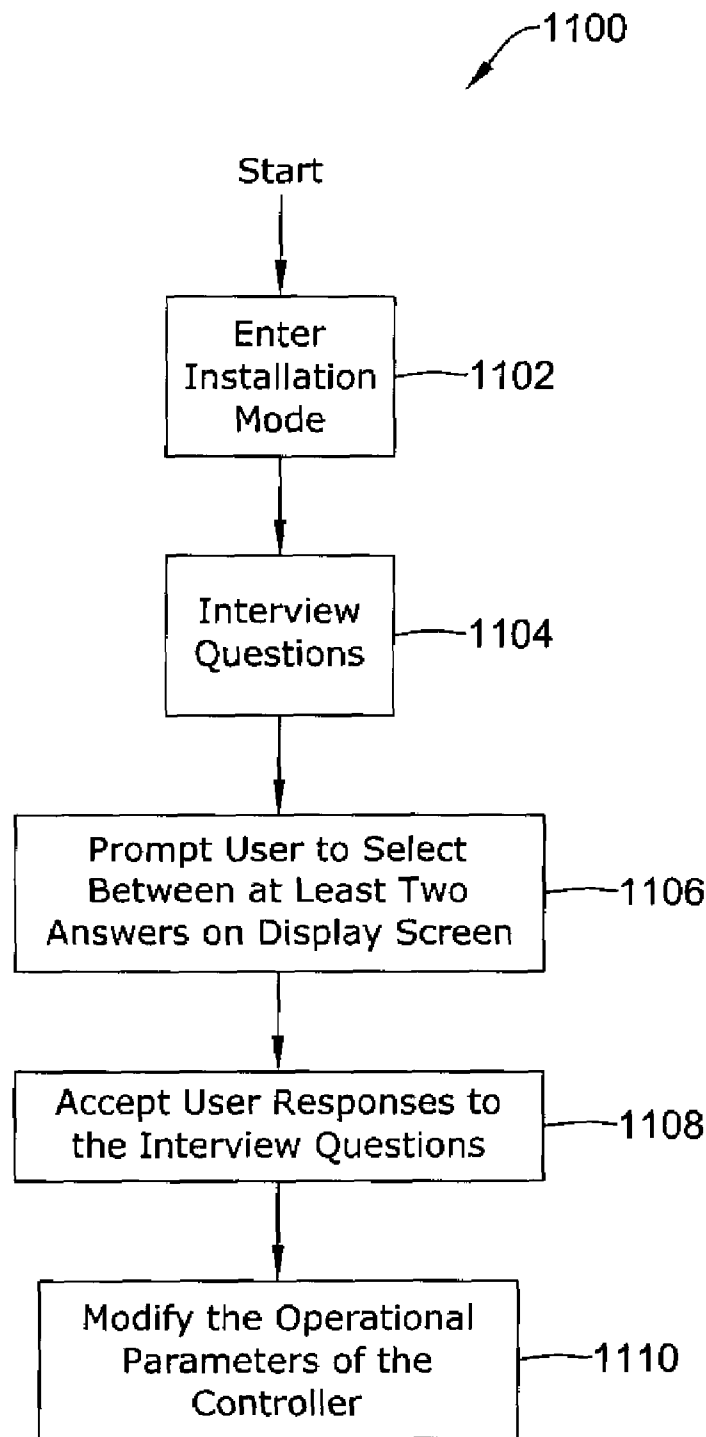 1100
Start
Enter
Installation
Mode
1102
Interview
Questions
1104
Prompt User to Select
Between at Least Two
Answers on Display Screen
1106
Accept User Responses to
the Interview Questions
1108
Modify the Operational
Parameters of the
Controller
1110